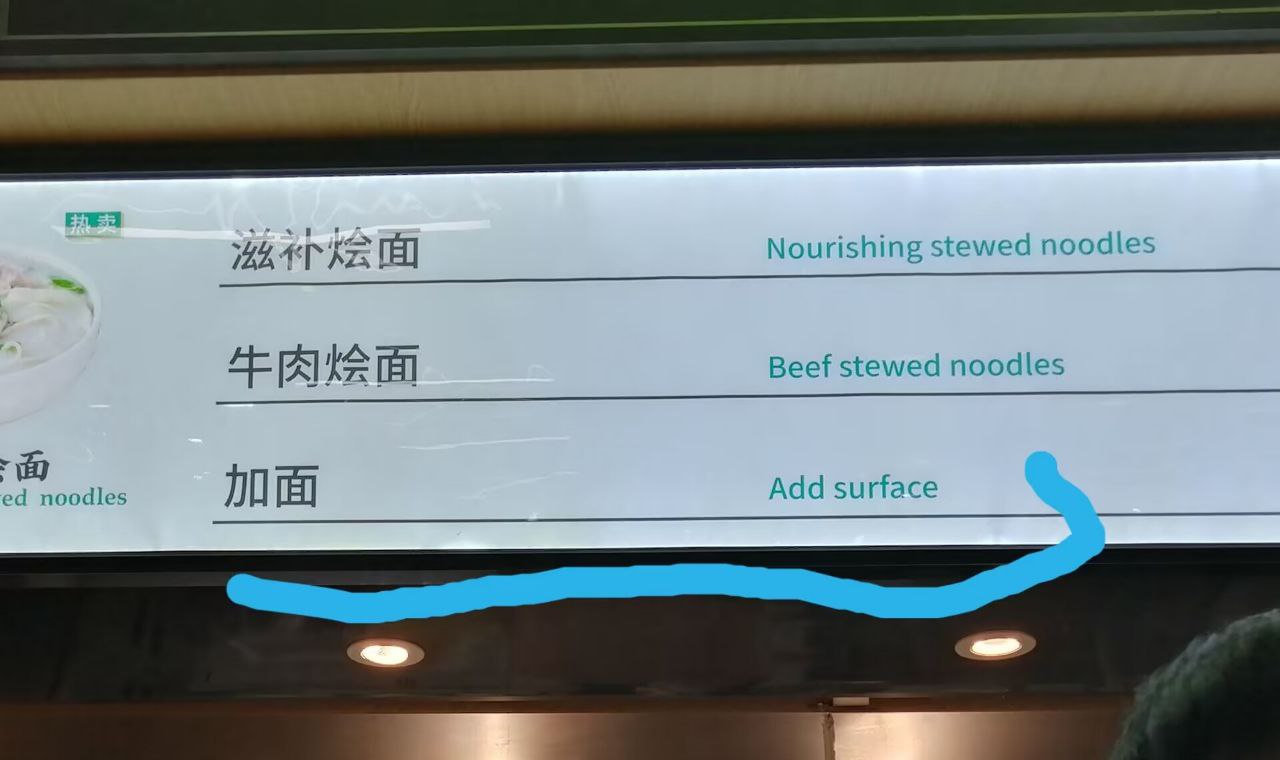 热卖
滋补烩面 Nourishing stewed noodles
牛肉烩面 Beef stewed noodles
加面 Add surface
烩面
noodles